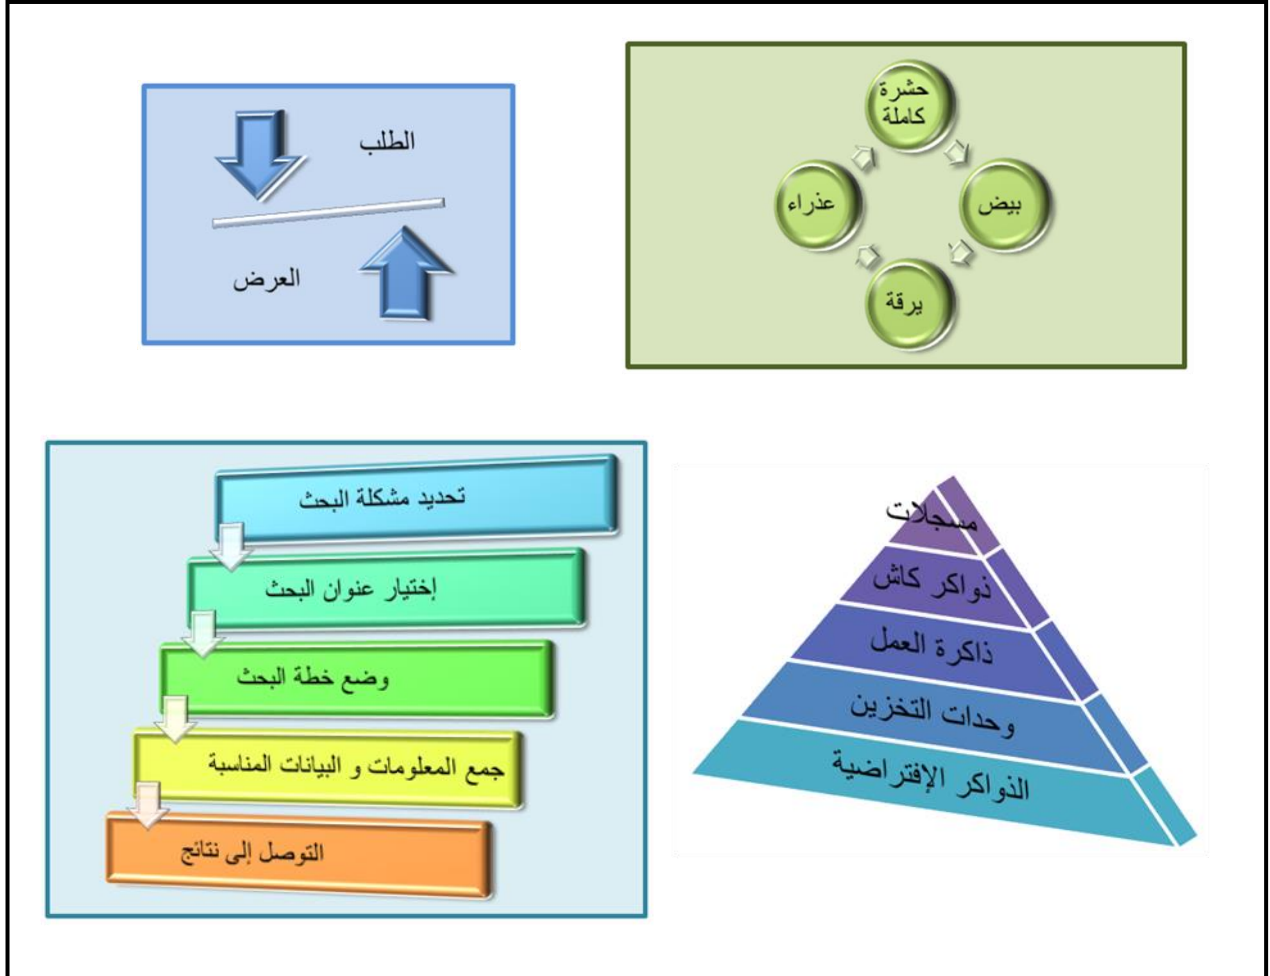 الطلب
العرض
حشرة
كاملة
بيض
يرقة
عذراء
تحديد مشكلة البحث
إختيار عنوان البحث
وضع خطة البحث
جمع المعلومات و البيانات المناسبة
التوصل إلى نتائج
مسجلات
ذواكر كاش
ذاكرة العمل
وحدات التخزين
الذواكر الإفتراضية